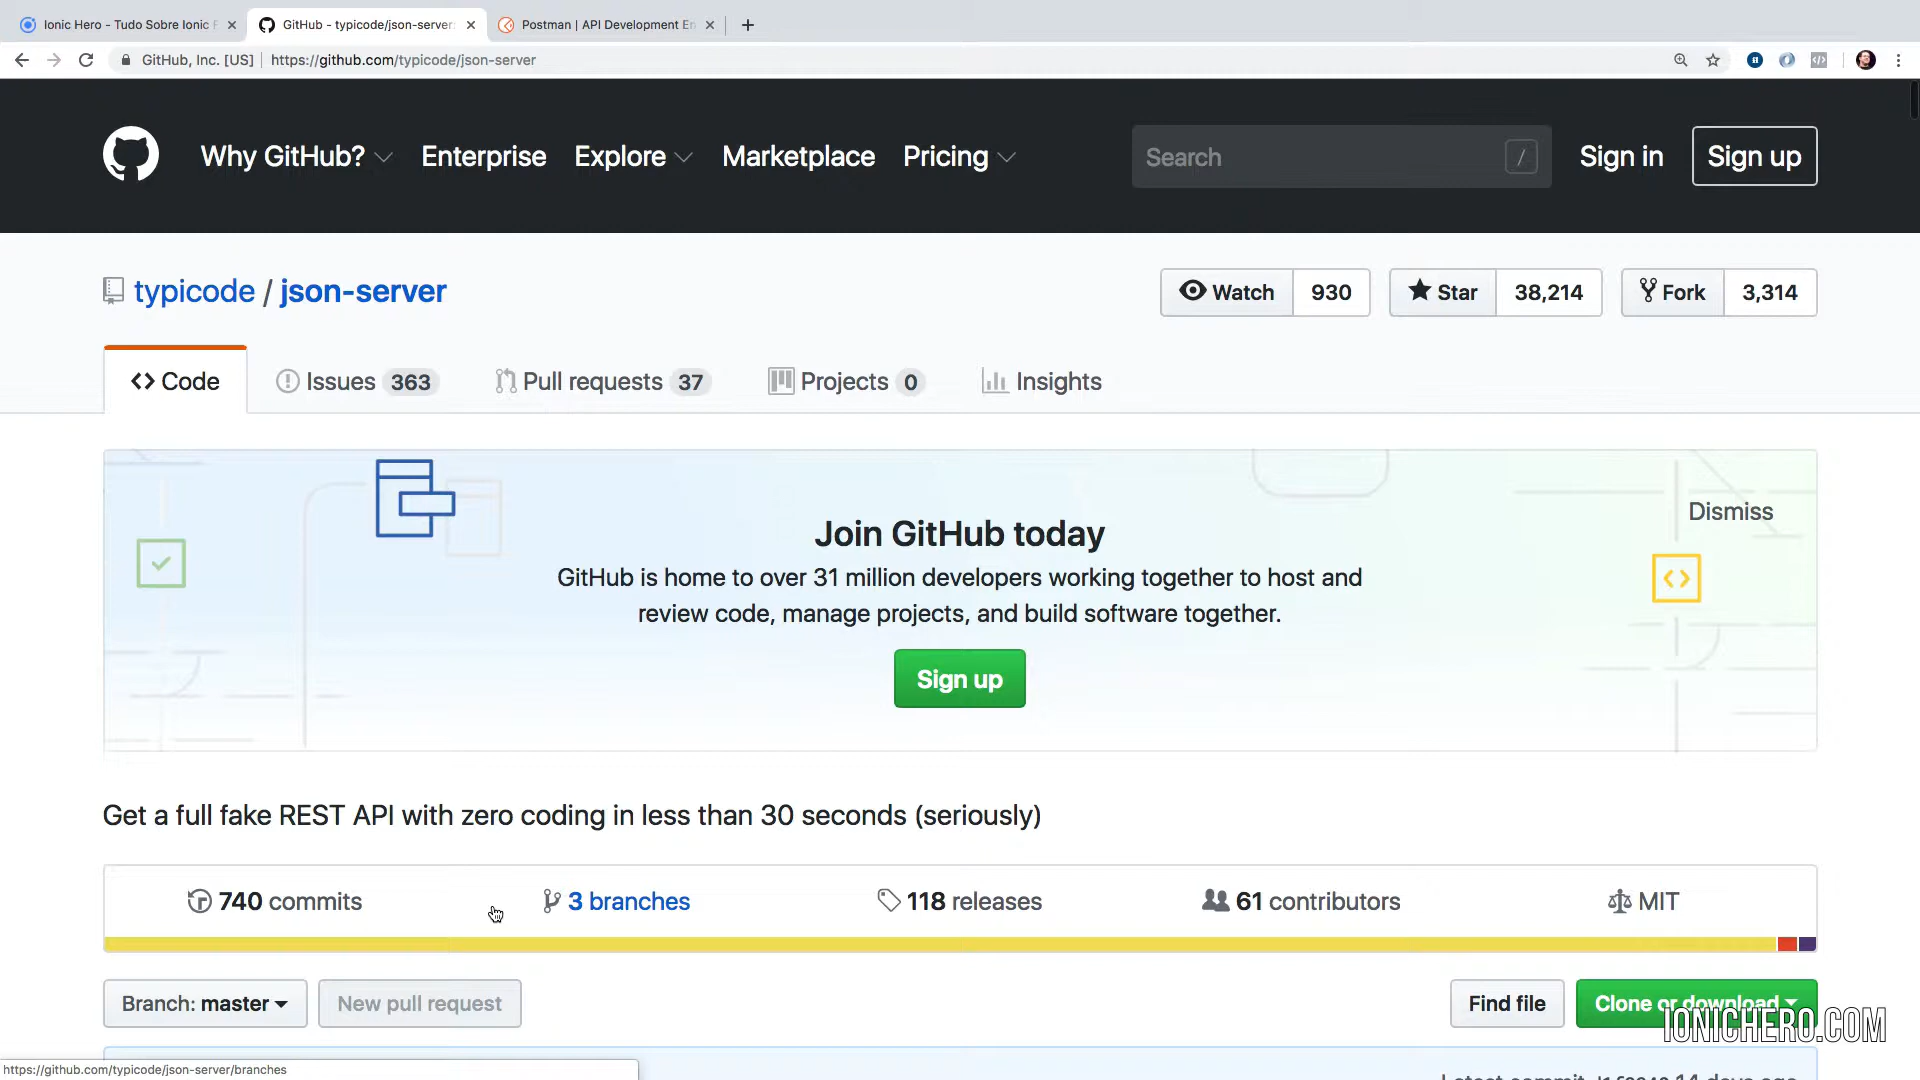 Ionic Hero - Tudo Sobre Ionic F
GitHub - typicode/json-server:
Postman | API Development En
GitHub, Inc. [US]
https://github.com/typicode/json-server
Why GitHub?
Enterprise
Explore
Marketplace
Pricing
Search
/
Sign in
Sign up
typicode / json-server
Watch 930
Star 38,214
Fork 3,314
Code
Issues 363
Pull requests 37
Projects 0
Insights
Dismiss
Join GitHub today
GitHub is home to over 31 million developers working together to host and
review code, manage projects, and build software together.
Sign up
Get a full fake REST API with zero coding in less than 30 seconds (seriously)
740 commits
3 branches
118 releases
61 contributors
MIT
Branch: master
New pull request
Find file
Clone or download
IONICHERO.COM
https://github.com/typicode/json-server/branches
Latest commit
14 days ago